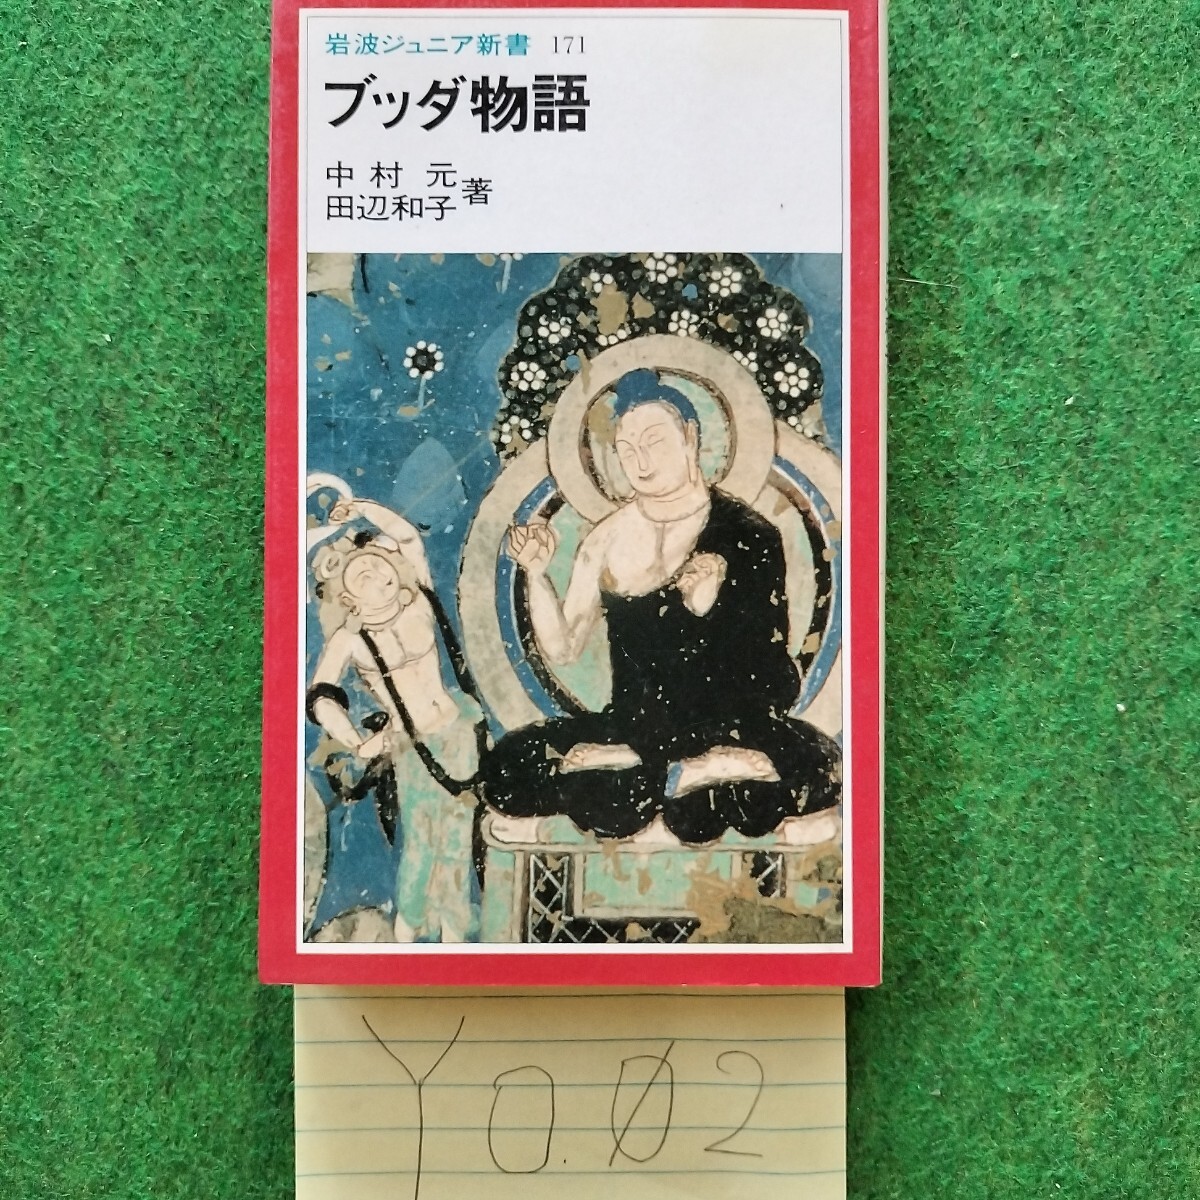 岩波ジュニア新書 171
ブッダ物語
中村 元
田辺和子 著
Y0.02